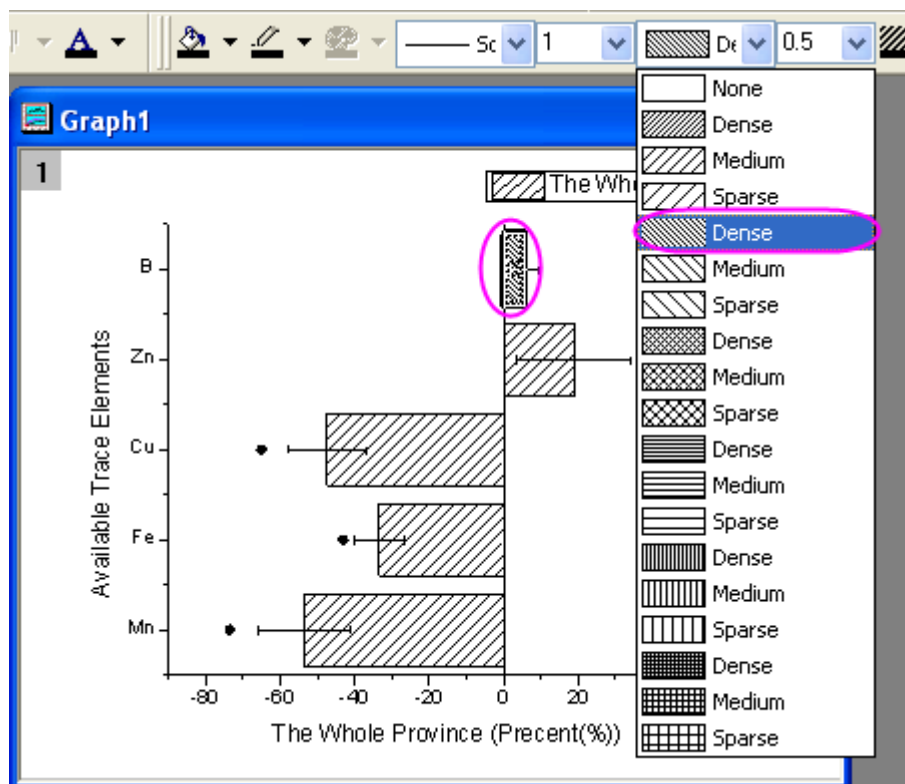 A
Sc
1
De
0.5
Graph1
1
The Who
B
Zn
Cu
Fe
Mn
Available Trace Elements
-80 -60 -40 -20 0 20
The Whole Province (Precent(%))
None
Dense
Medium
Sparse
Dense
Medium
Sparse
Dense
Medium
Sparse
Dense
Medium
Sparse
Dense
Medium
Sparse
Dense
Medium
Sparse